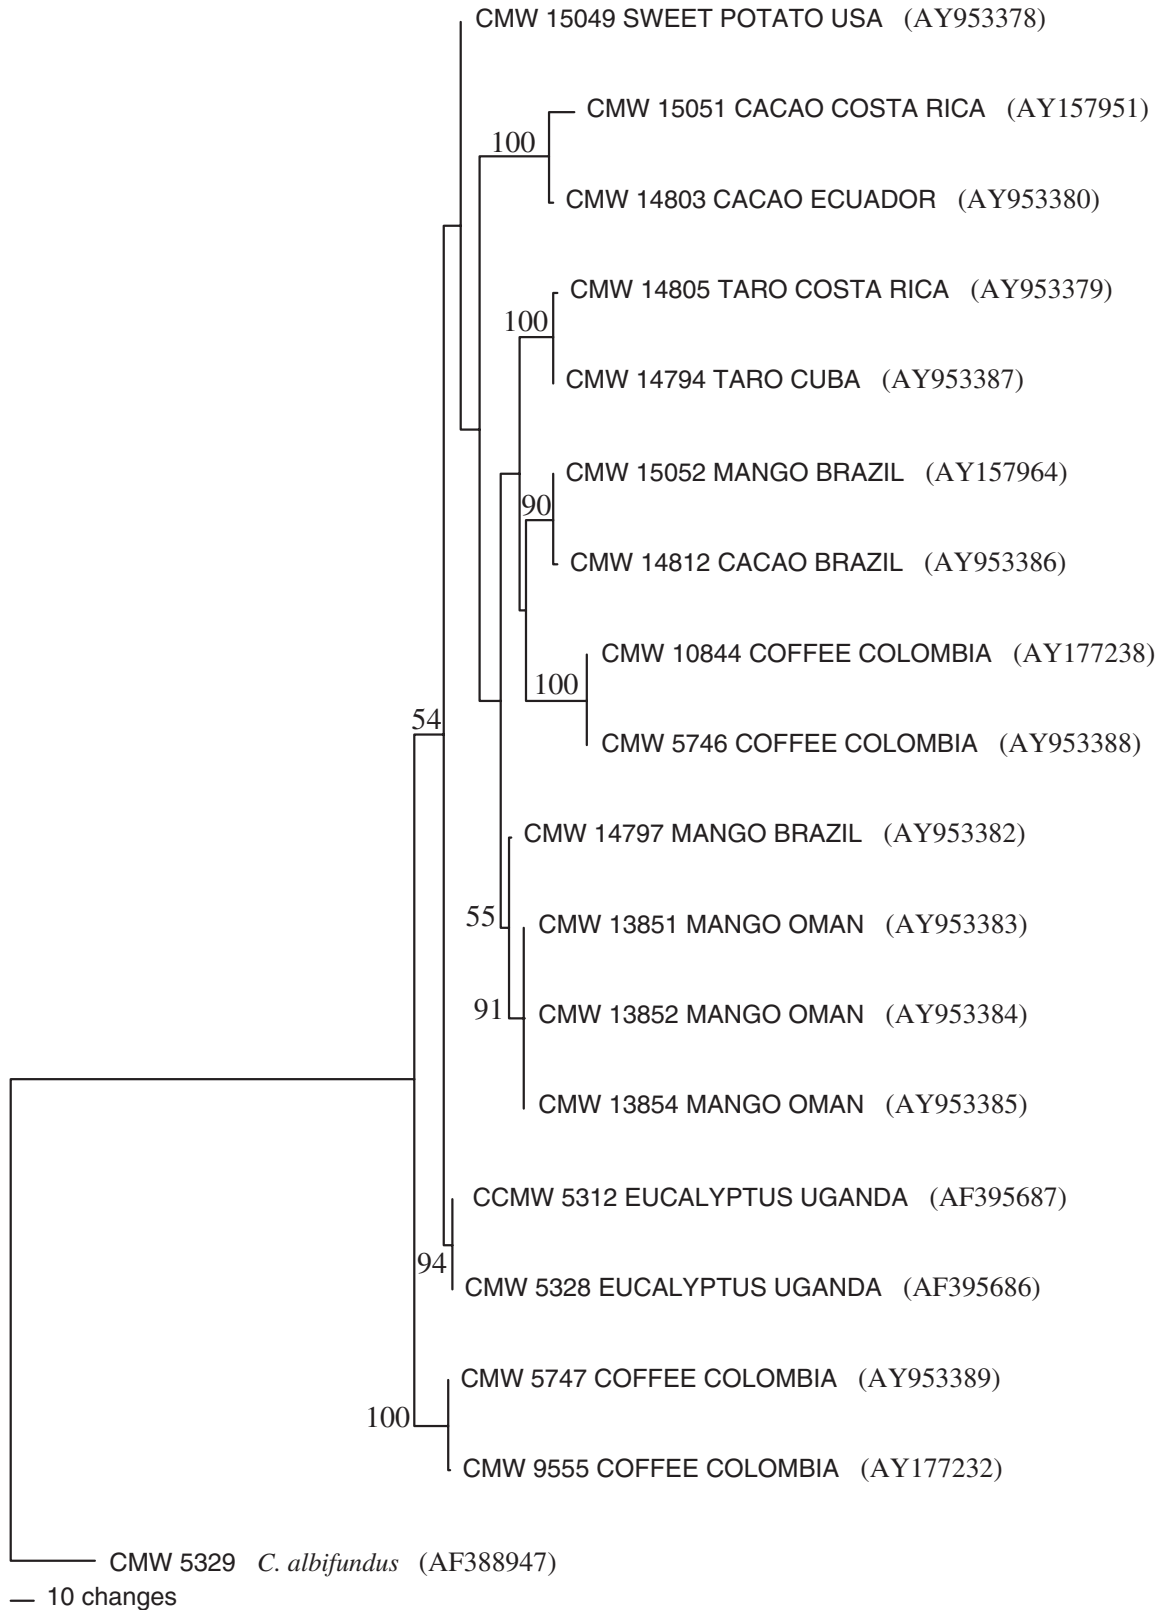 CMW 15049 SWEET POTATO USA (AY953378)
CMW 15051 CACAO COSTA RICA (AY157951)
100
CMW 14803 CACAO ECUADOR (AY953380)
CMW 14805 TARO COSTA RICA (AY953379)
100
CMW 14794 TARO CUBA (AY953387)
CMW 15052 MANGO BRAZIL (AY157964)
90
CMW 14812 CACAO BRAZIL (AY953386)
CMW 10844 COFFEE COLOMBIA (AY177238)
100
CMW 5746 COFFEE COLOMBIA (AY953388)
54
CMW 14797 MANGO BRAZIL (AY953382)
55
CMW 13851 MANGO OMAN (AY953383)
91
CMW 13852 MANGO OMAN (AY953384)
CMW 13854 MANGO OMAN (AY953385)
CCMW 5312 EUCALYPTUS UGANDA (AF395687)
94
CMW 5328 EUCALYPTUS UGANDA (AF395686)
CMW 5747 COFFEE COLOMBIA (AY953389)
100
CMW 9555 COFFEE COLOMBIA (AY177232)
CMW 5329 C. albifundus (AF388947)
10 changes